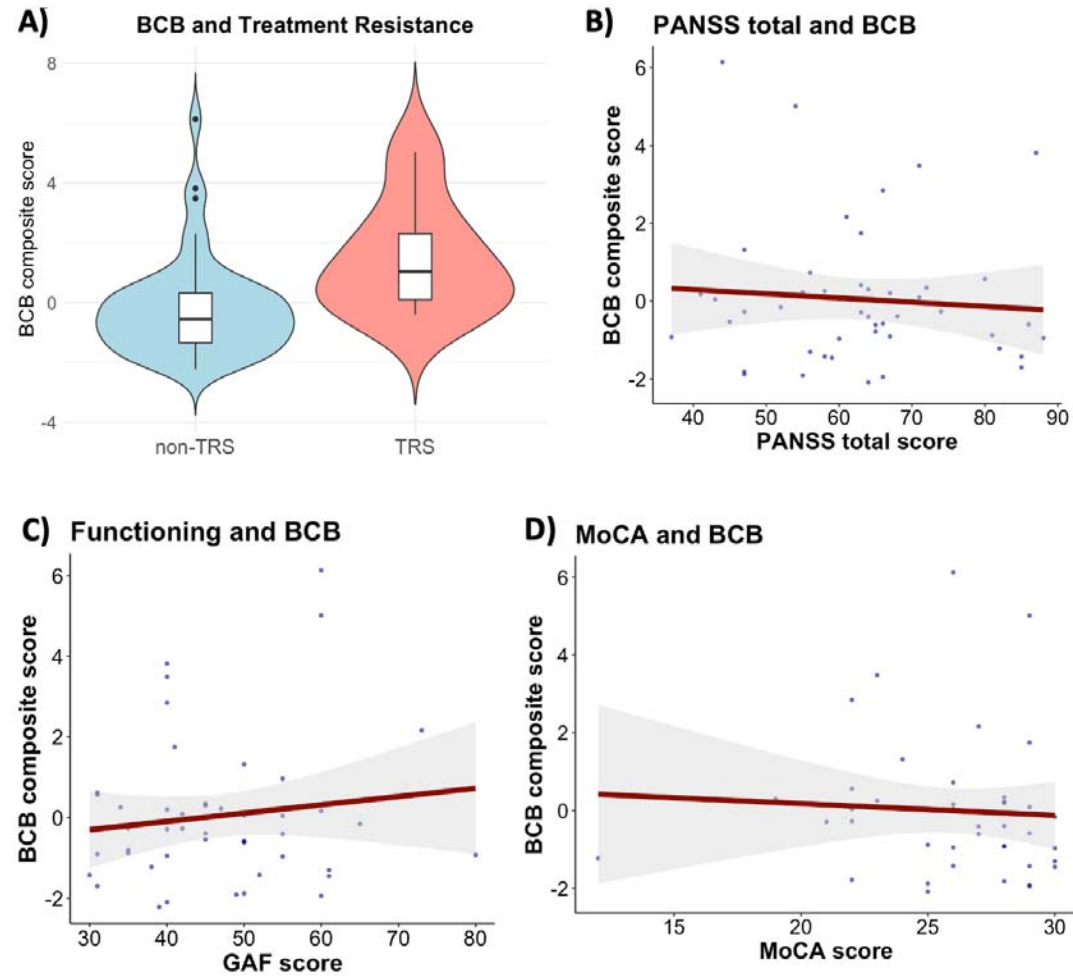 A)
BCB and Treatment Resistance
BCB composite score
8
4
0
-4
non-TRS
TRS
B)
PANSS total and BCB
BCB composite score
6
4
2
0
-2
40
50
60
70
80
90
PANSS total score
C)
Functioning and BCB
BCB composite score
6
4
2
0
-2
30
40
50
60
70
80
GAF score
D)
MoCA and BCB
BCB composite score
6
4
2
0
-2
15
20
25
30
MoCA score